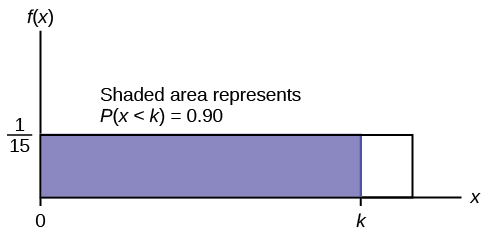 f(x)
Shaded area represents
P(x < k) = 0.90
1
15
x
0
k